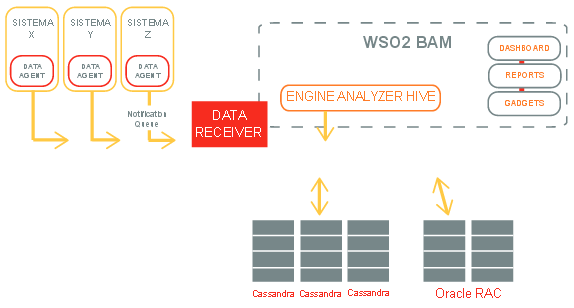 SISTEMA
X
SISTEMA
Y
SISTEMA
Z
DATA
AGENT
DATA
AGENT
DATA
AGENT
Notification
Queue
DATA
RECEIVER
WSO2 BAM
ENGINE ANALYZER HIVE
DASHBOARD
REPORTS
GADGETS
Cassandra
Cassandra
Cassandra
Oracle RAC